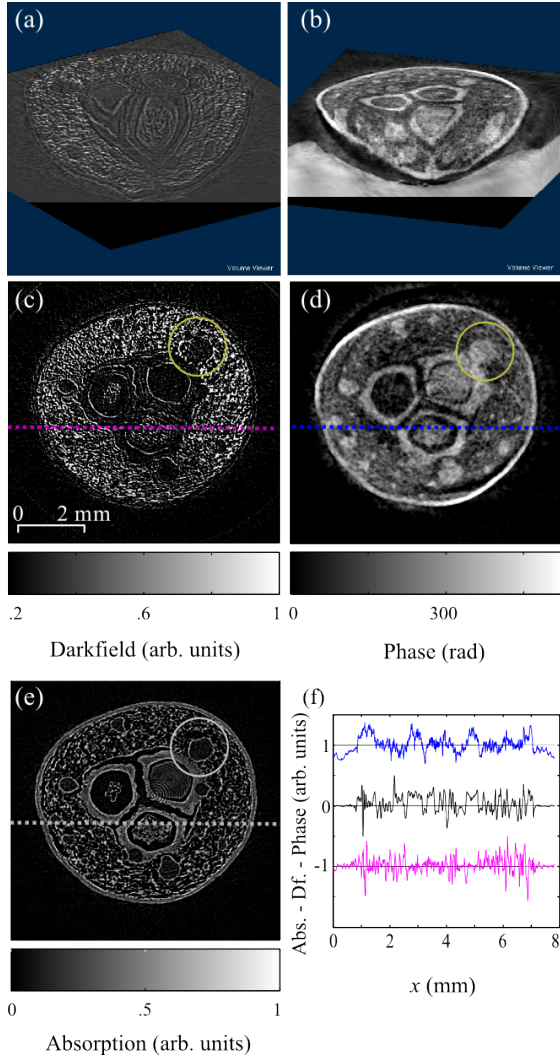 (a)
(b)
Volume Viewer
Volume Viewer
(c)
(d)
0 2 mm
.2 .6 1
0 300
Darkfield (arb. units)
Phase (rad)
(e)
(f)
Abs. - Df. - Phase (arb. units)
1
0
-1
0 2 4 6 8
x (mm)
0 .5 1
Absorption (arb. units)